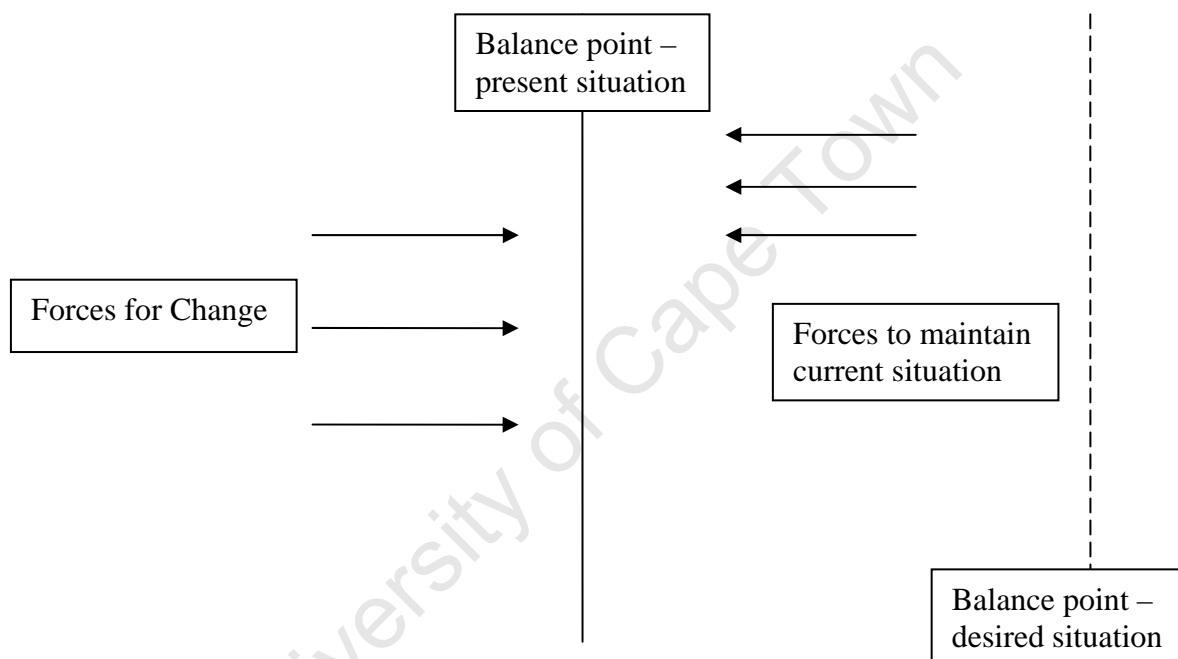 Balance point –
present situation
Forces for Change
Forces to maintain
current situation
Balance point –
desired situation
University of Cape Town